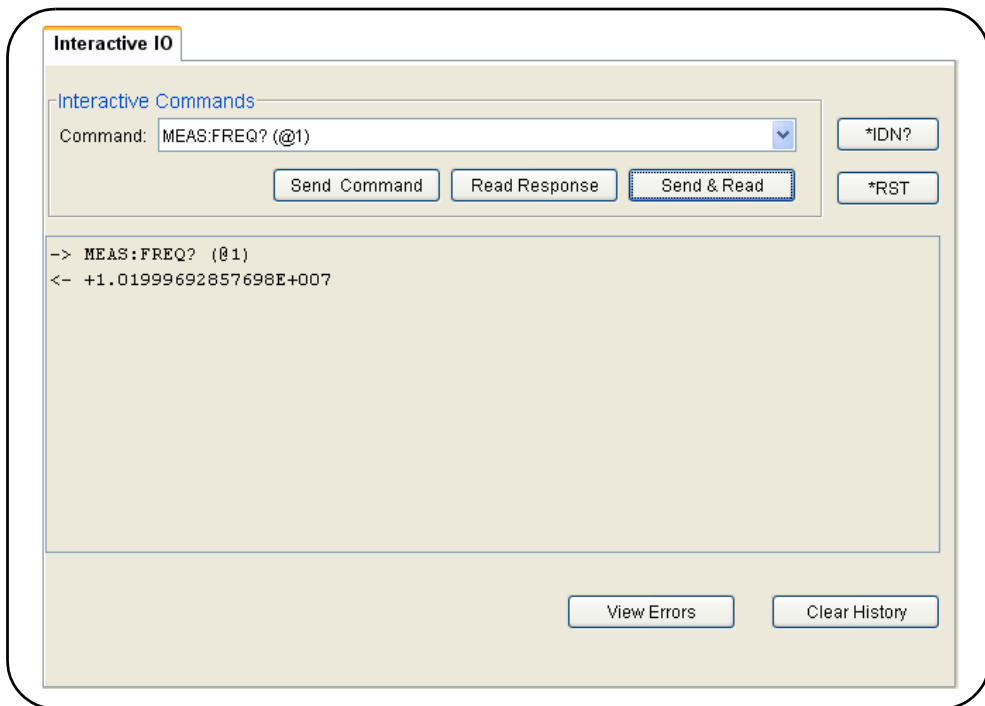 Interactive IO
Interactive Commands
Command: MEAS:FREQ? (@1)
*IDN?
Send Command Read Response Send & Read
*RST
-> MEAS:FREQ? (@1)
<- +1.01999692857698E+007
View Errors Clear History